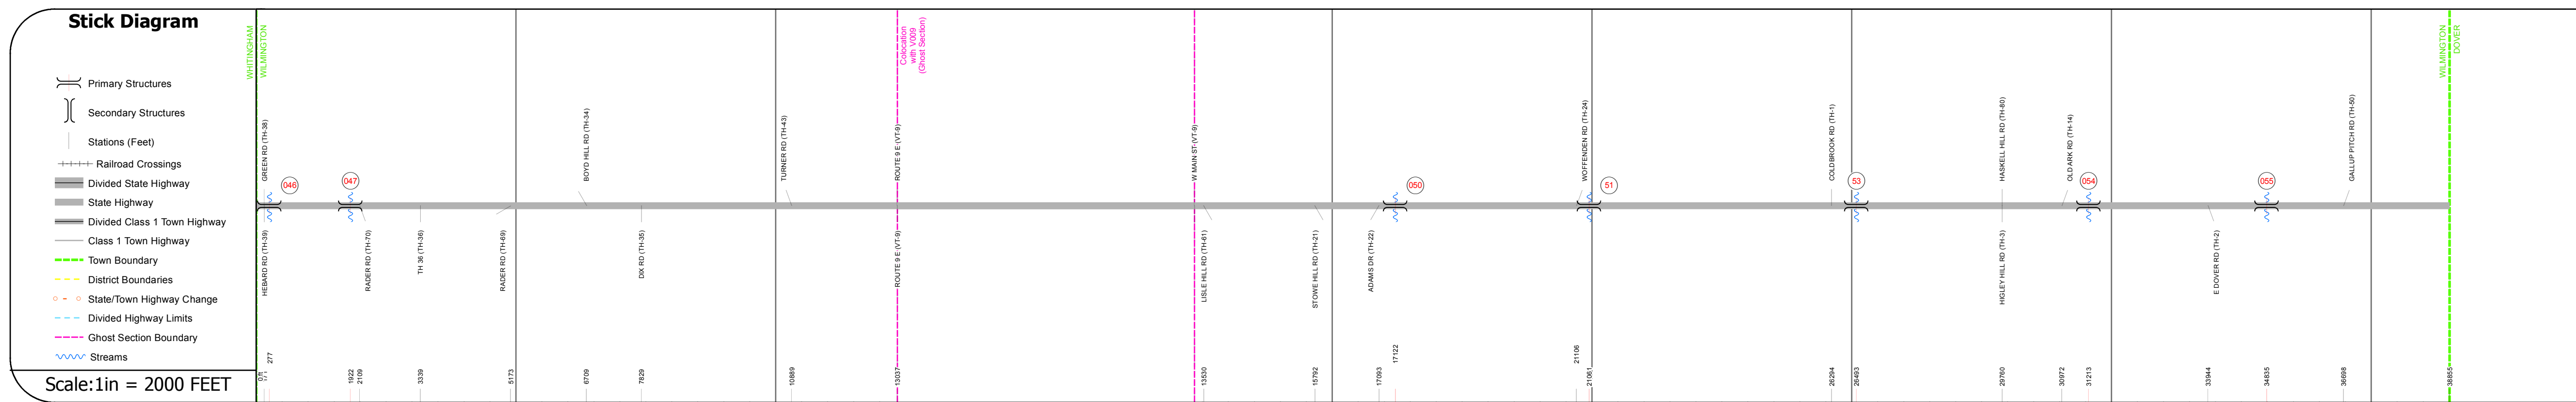 Stick Diagram
Primary Structures
Secondary Structures
Stations (Feet)
Railroad Crossings
Divided State Highway
State Highway
Divided Class 1 Town Highway
Class 1 Town Highway
Town Boundary
District Boundaries
State/Town Highway Change
Divided Highway Limits
Ghost Section Boundary
Streams
Scale:1in = 2000 FEET
WHITINGHAM
WILMINGTON
Colocation
with V009
(Ghost Section)
WILMINGTON
DOVER
GREEN RD (TH-38)
BOYD HILL RD (TH-34)
TURNER RD (TH-43)
ROUTE 9 E (VT-9)
W MAIN ST (VT-9)
WOFFENDEN RD (TH-24)
COLDBROOK RD (TH-1)
HASKELL HILL RD (TH-80)
OLD ARK RD (TH-14)
GALLUP PITCH RD (TH-50)
046
047
050
51
53
054
055
HEBARD RD (TH-39)
RADER RD (TH-70)
TH 36 (TH-36)
RADER RD (TH-69)
DIX RD (TH-35)
ROUTE 9 E (VT-9)
LISLE HILL RD (TH-61)
STOWE HILL RD (TH-21)
ADAMS DR (TH-22)
HIGLEY HILL RD (TH-3)
E DOVER RD (TH-2)
0 ft
277
1922
2109
3339
5173
6709
7829
10889
13037
13530
15792
17093
17122
21106
21061
26294
26493
29760
30972
31213
33944
34835
36698
38855